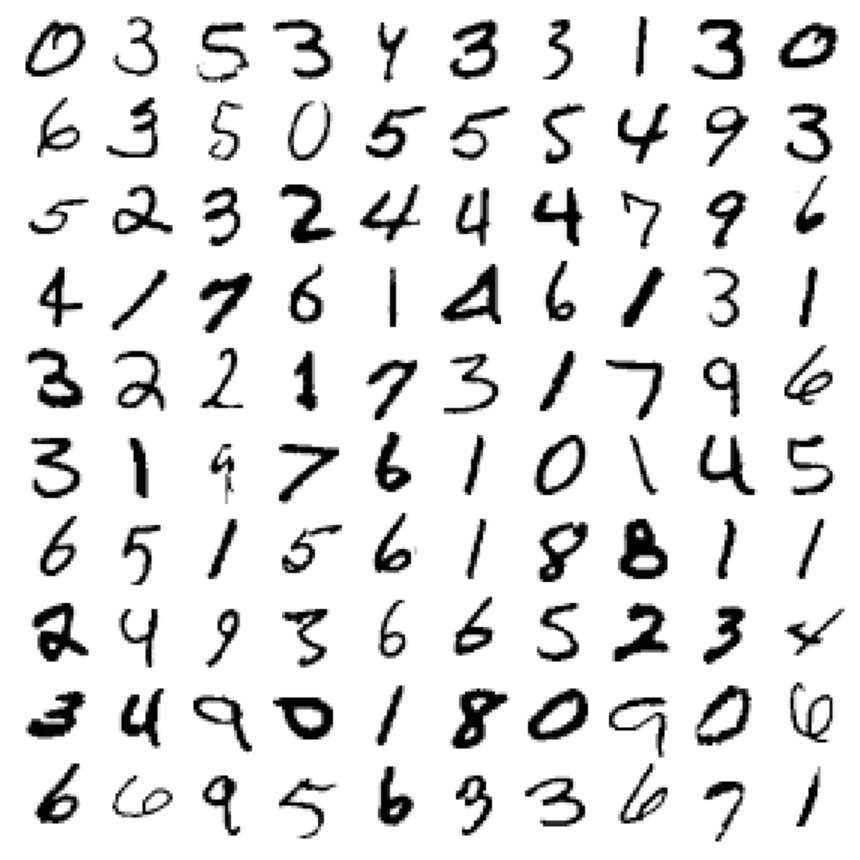 0 3 5 3 4 3 3 1 3 0
6 3 5 0 5 5 5 4 9 3
5 2 3 2 4 4 4 7 9 6
4 1 7 6 1 4 6 1 3 1
3 2 2 1 7 3 1 7 9 6
3 1 9 7 6 1 0 1 4 5
6 5 1 5 6 1 8 8 1 1
2 4 9 3 6 6 5 2 3 4
3 4 9 0 1 8 0 9 0 6
6 6 9 5 6 3 3 6 7 1